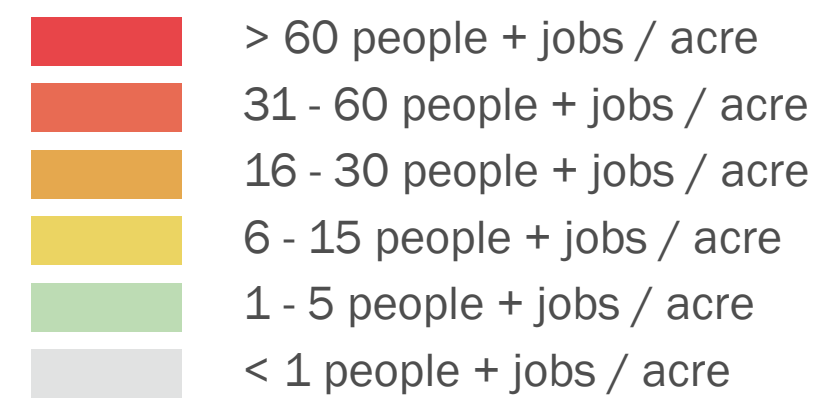 > 60 people + jobs / acre
31 - 60 people + jobs / acre
16 - 30 people + jobs / acre
6 - 15 people + jobs / acre
1 - 5 people + jobs / acre
< 1 people + jobs / acre